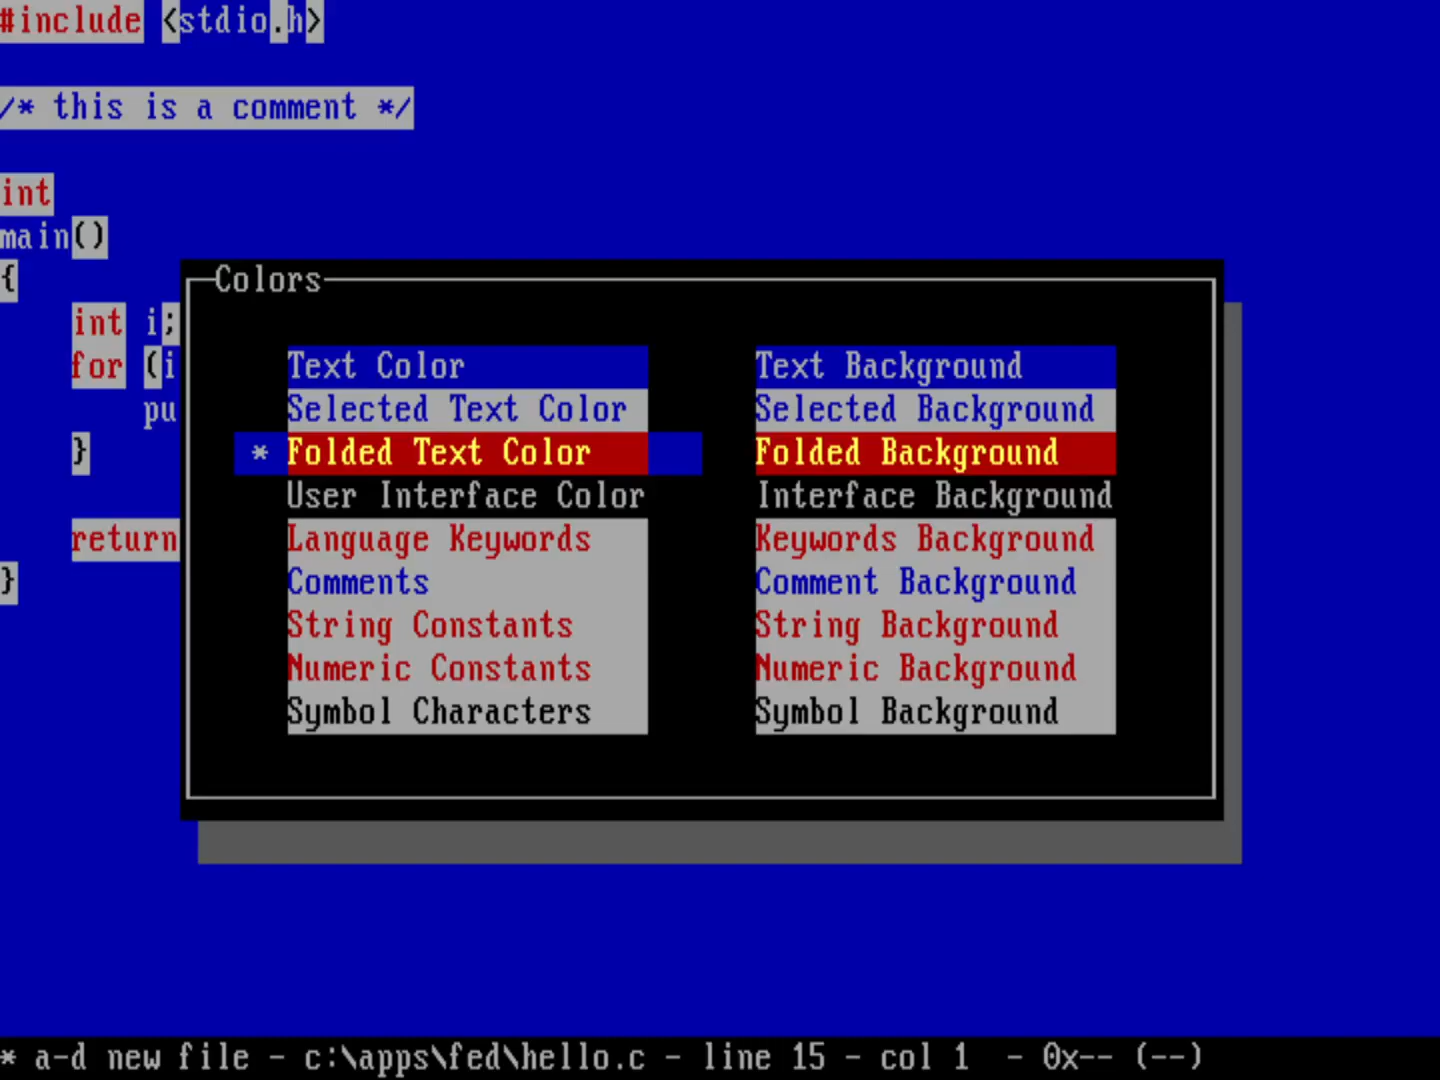 #include <stdio.h>
/* this is a comment */
int
main()
{
int i;
for (i
pu
}
return
}
Colors
Text Color Text Background
Selected Text Color Selected Background
* Folded Text Color Folded Background
User Interface Color Interface Background
Language Keywords Keywords Background
Comments Comment Background
String Constants String Background
Numeric Constants Numeric Background
Symbol Characters Symbol Background
* a-d new file - c:\apps\fed\hello.c - line 15 - col 1 - 0x-- (--)